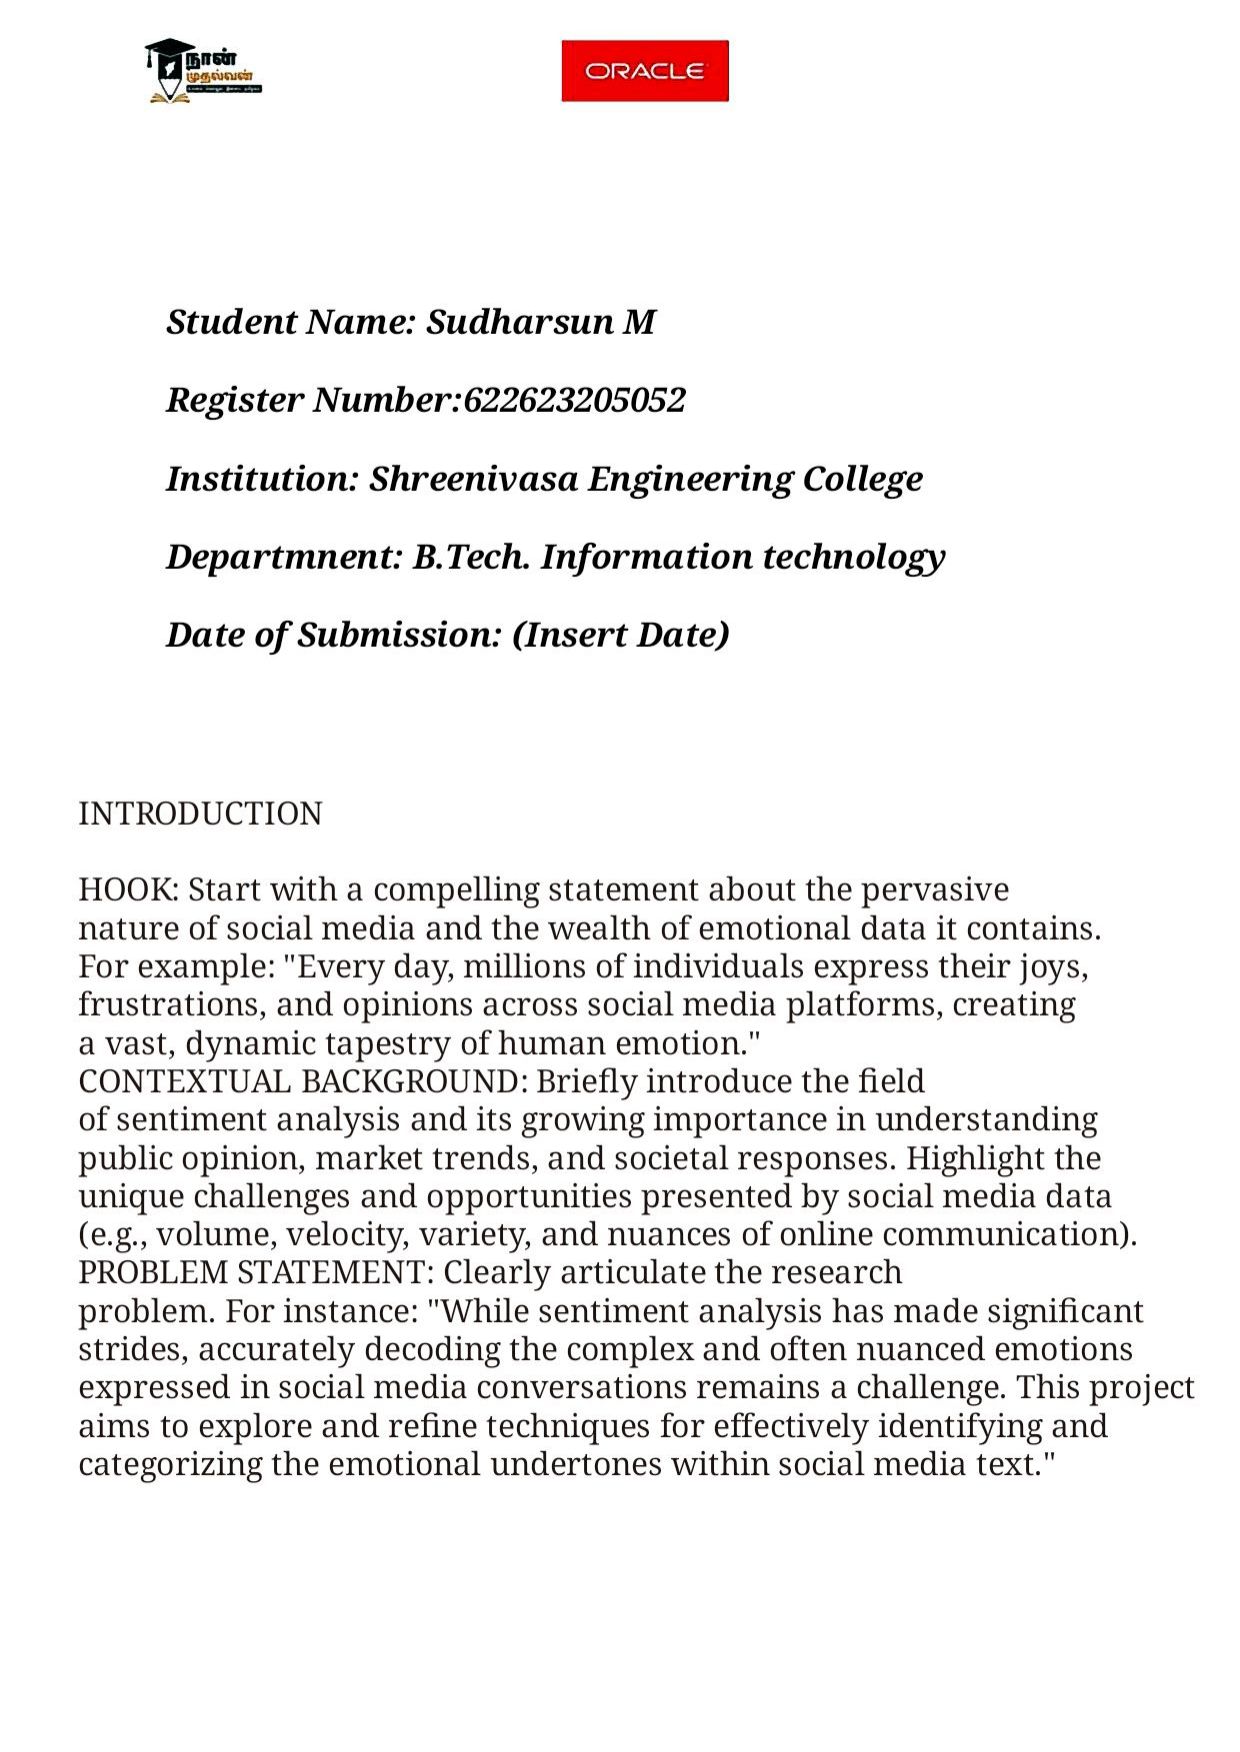 நான்
முதல்வன்
ORACLE
Student Name: Sudharsun M
Register Number:622623205052
Institution: Shreenivasa Engineering College
Departmnent: B.Tech. Information technology
Date of Submission: (Insert Date)
INTRODUCTION
HOOK: Start with a compelling statement about the pervasive
nature of social media and the wealth of emotional data it contains.
For example: "Every day, millions of individuals express their joys,
frustrations, and opinions across social media platforms, creating
a vast, dynamic tapestry of human emotion."
CONTEXTUAL BACKGROUND: Briefly introduce the field
of sentiment analysis and its growing importance in understanding
public opinion, market trends, and societal responses. Highlight the
unique challenges and opportunities presented by social media data
(e.g., volume, velocity, variety, and nuances of online communication).
PROBLEM STATEMENT: Clearly articulate the research
problem. For instance: "While sentiment analysis has made significant
strides, accurately decoding the complex and often nuanced emotions
expressed in social media conversations remains a challenge. This project
aims to explore and refine techniques for effectively identifying and
categorizing the emotional undertones within social media text."